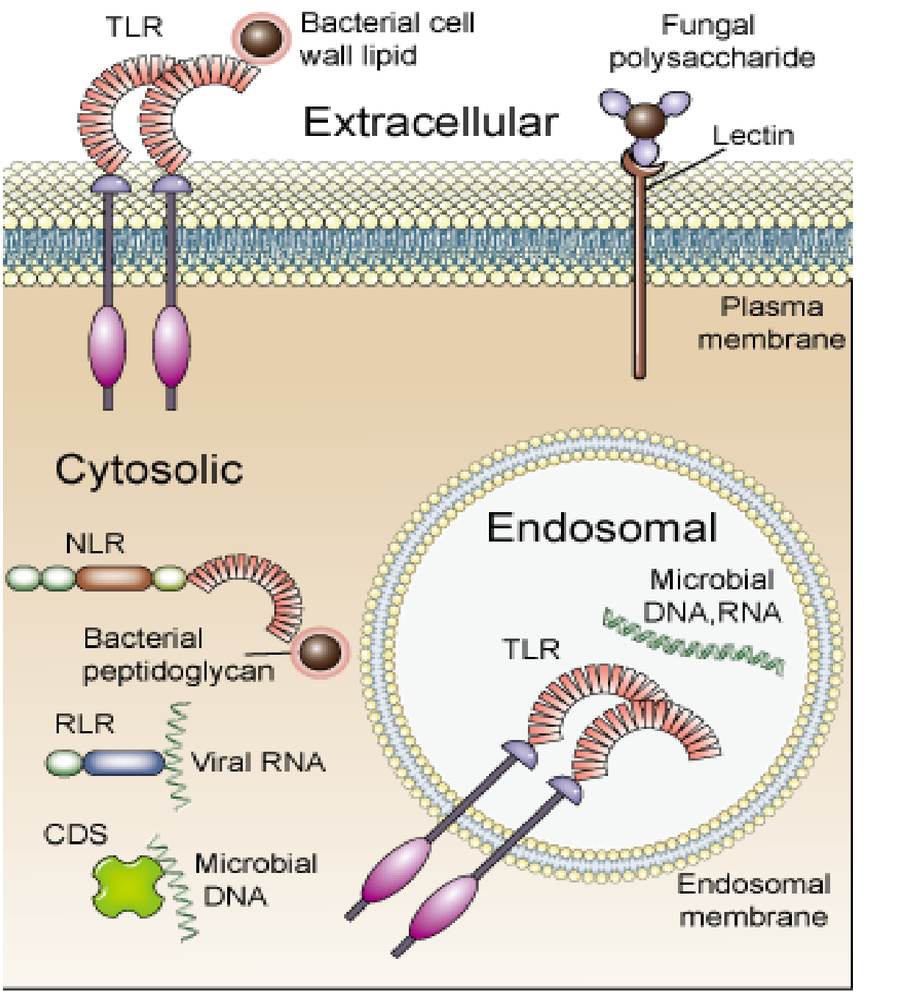 TLR
Bacterial cell
wall lipid
Fungal
polysaccharide
Extracellular
Lectin
Plasma
membrane
Cytosolic
NLR
Bacterial
peptidoglycan
RLR
Viral RNA
CDS
Microbial
DNA
Endosomal
Microbial
DNA,RNA
TLR
Endosomal
membrane